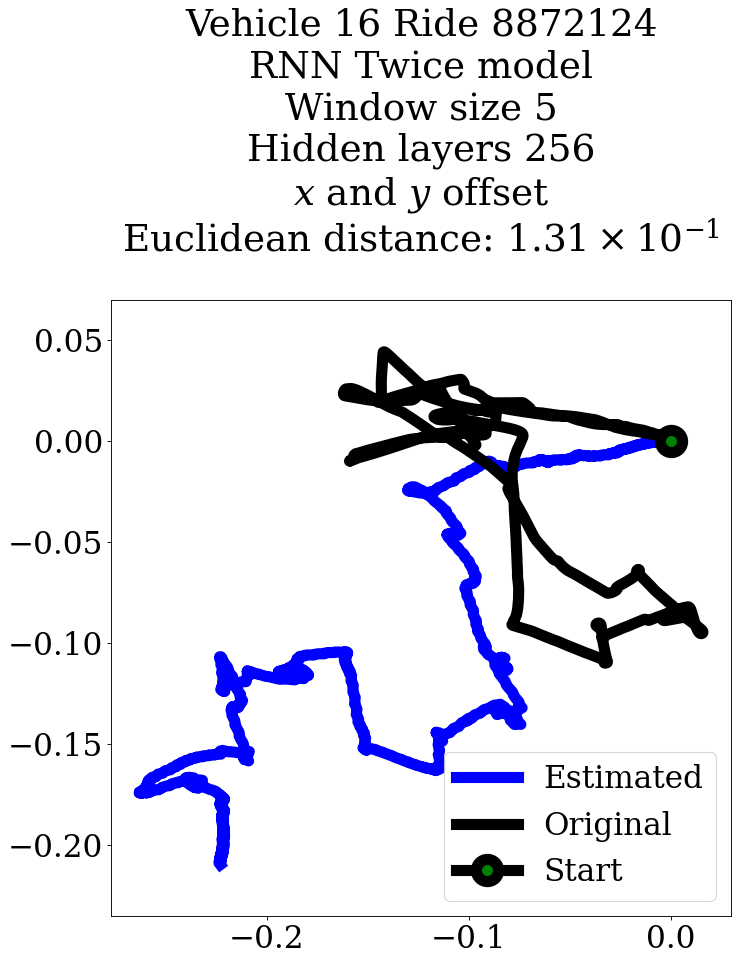 Vehicle 16 Ride 8872124
RNN Twice model
Window size 5
Hidden layers 256
x and y offset
Euclidean distance: 1.31 × 10⁻¹
0.05
0.00
−0.05
−0.10
−0.15
−0.20
Estimated
Original
Start
−0.2
−0.1
0.0